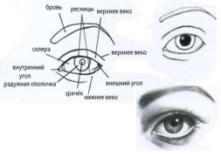 бровь
ресницы
верхнее веко
склера
верхнее веко
внутренний
угол
радужная оболочка
внешний угол
зрачёк
нижнее веко